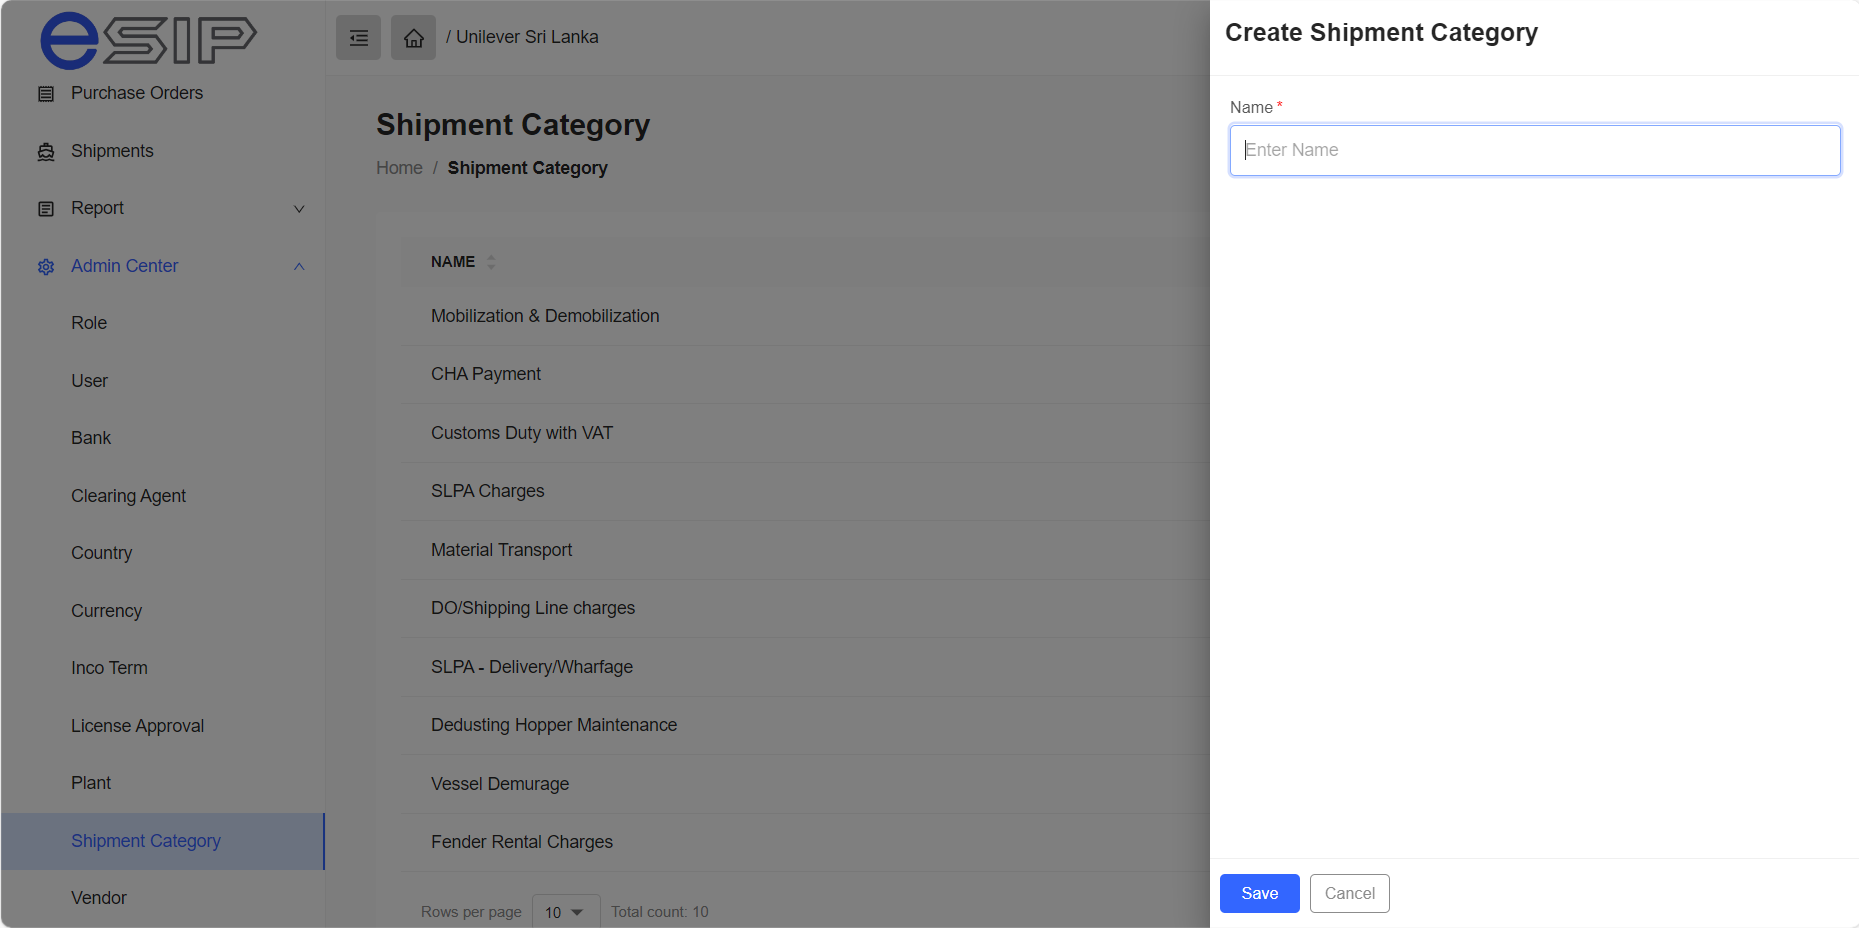 eSIP
Purchase Orders
Shipments
Report
Admin Center
Role
User
Bank
Clearing Agent
Country
Currency
Inco Term
License Approval
Plant
Shipment Category
Vendor
/ Unilever Sri Lanka
Shipment Category
Home / Shipment Category
NAME
Mobilization & Demobilization
CHA Payment
Customs Duty with VAT
SLPA Charges
Material Transport
DO/Shipping Line charges
SLPA - Delivery/Wharfage
Dedusting Hopper Maintenance
Vessel Demurage
Fender Rental Charges
Rows per page 10 Total count: 10
Create Shipment Category
Name *
Enter Name
Save Cancel